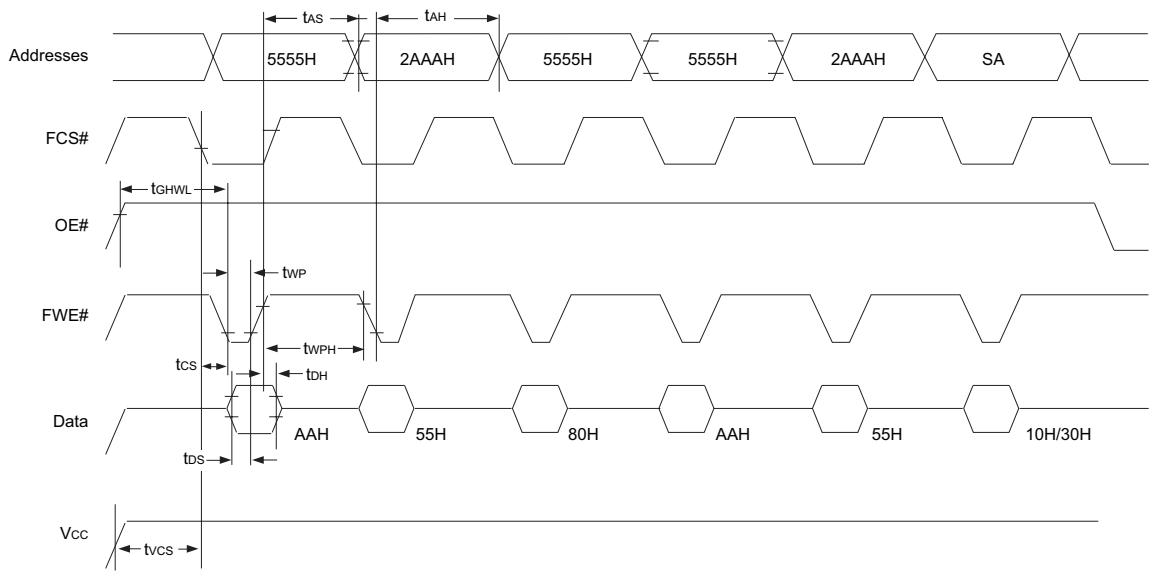 tAS tAH
Addresses 5555H 2AAAH 5555H 5555H 2AAAH SA
FCS#
tGHWL
OE#
tWP
FWE#
tWPH
tCS
tDH
Data AAH 55H 80H AAH 55H 10H/30H
tDS
VCC
tVCS